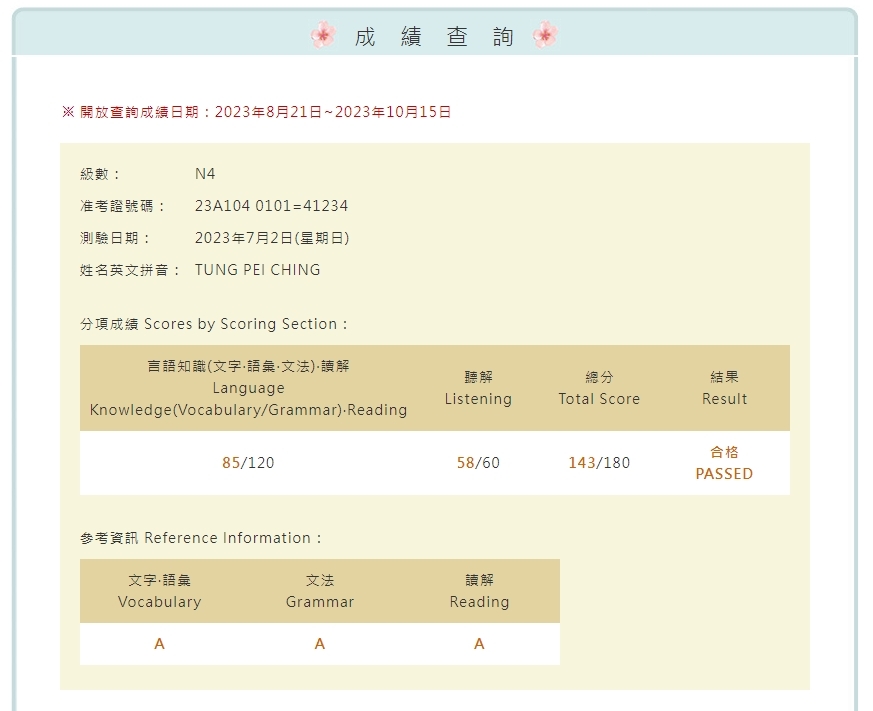 成績查詢
※ 開放查詢成績日期：2023年8月21日~2023年10月15日
級數： N4
准考證號碼： 23A104 0101=41234
測驗日期： 2023年7月2日(星期日)
姓名英文拼音： TUNG PEI CHING
分項成績 Scores by Scoring Section：
言語知識(文字·語彙·文法)·讀解
Language
Knowledge(Vocabulary/Grammar)·Reading
聽解
Listening
總分
Total Score
結果
Result
85/120
58/60
143/180
合格
PASSED
參考資訊 Reference Information：
文字·語彙
Vocabulary
文法
Grammar
讀解
Reading
A
A
A